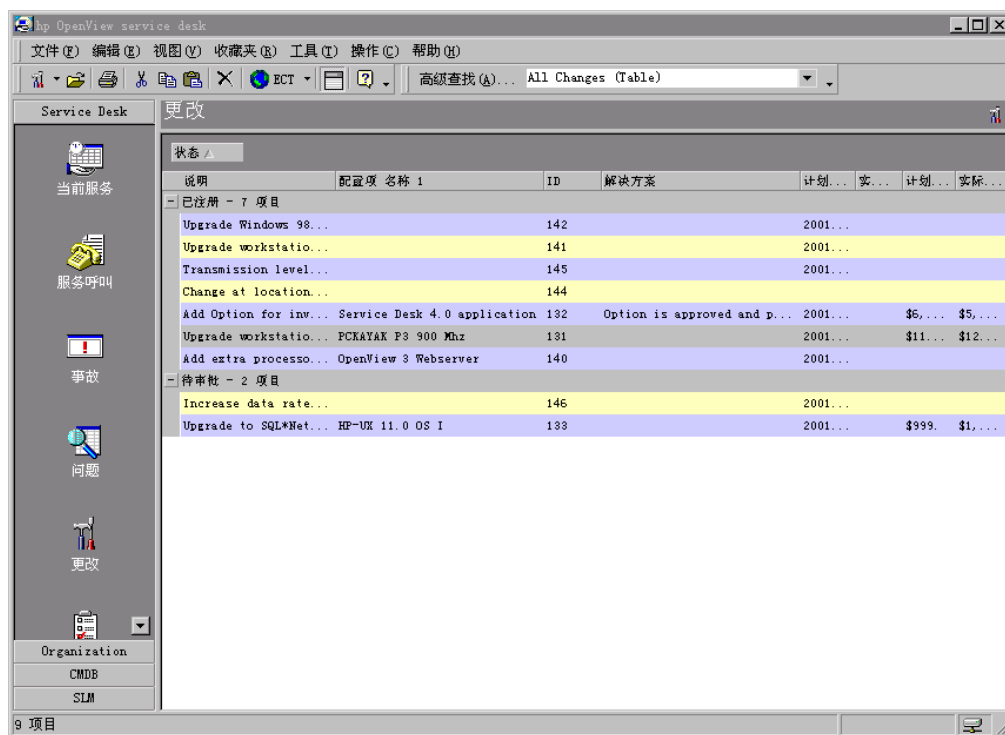 hp OpenView service desk
文件(F) 编辑(E) 视图(V) 收藏夹(R) 工具(T) 操作(C) 帮助(H)
ECT 高级查找(A)... All Changes (Table)
Service Desk
更改
当前服务
服务呼叫
事故
问题
更改
Organization
CMDB
SLM
状态
说明 配置项 名称 1 ID 解决方案 计划... 实... 计划... 实际...
已注册 - 7 项目
Upgrade Windows 98... 142 2001...
Upgrade workstatio... 141 2001...
Transmission level... 145 2001...
Change at location... 144
Add Option for inv... Service Desk 4.0 application 132 Option is approved and p... 2001... $6,... $5,...
Upgrade workstatio... PCKAYAK P3 900 Mhz 131 2001... $11... $12...
Add extra processo... OpenView 3 Webserver 140 2001...
待审批 - 2 项目
Increase data rate... 146 2001...
Upgrade to SQL*Net... HP-UX 11.0 OS I 133 2001... $999. $1,...
9 项目